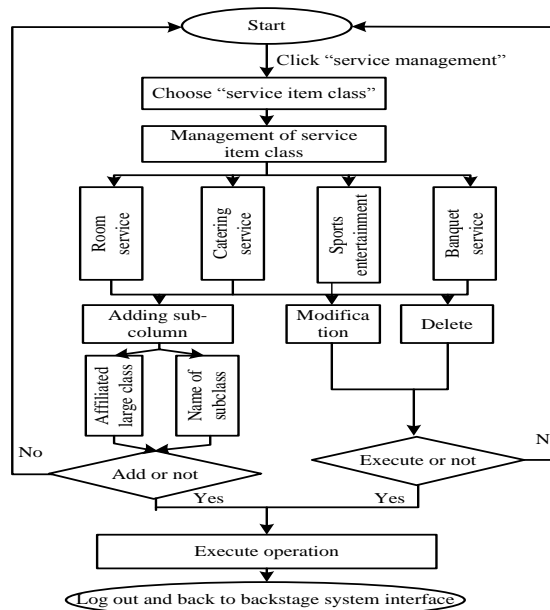 Start
Click “service management”
Choose “service item class”
Management of service
item class
Room
service
Catering
service
Sports
entertainment
Banquet
service
Adding sub-
column
Modifica
tion
Delete
Affiliated
large class
Name of
subclass
No
Add or not
Execute or not
N
Yes
Yes
Execute operation
Log out and back to backstage system interface